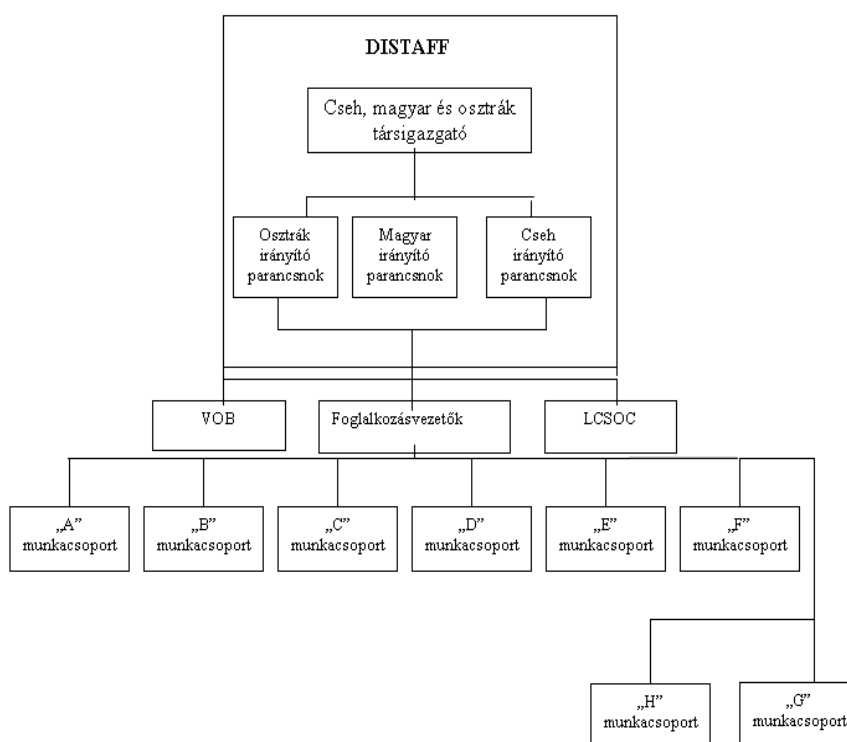 DISTAFF
Cseh, magyar és osztrák
társigazgató
Osztrák
irányító
parancsnok
Magyar
irányító
parancsnok
Cseh
irányító
parancsnok
VOB
Foglalkozásvezetők
LCSOC
„A”
munkacsoport
„B”
munkacsoport
„C”
munkacsoport
„D”
munkacsoport
„E”
munkacsoport
„F”
munkacsoport
„H”
munkacsoport
„G”
munkacsoport